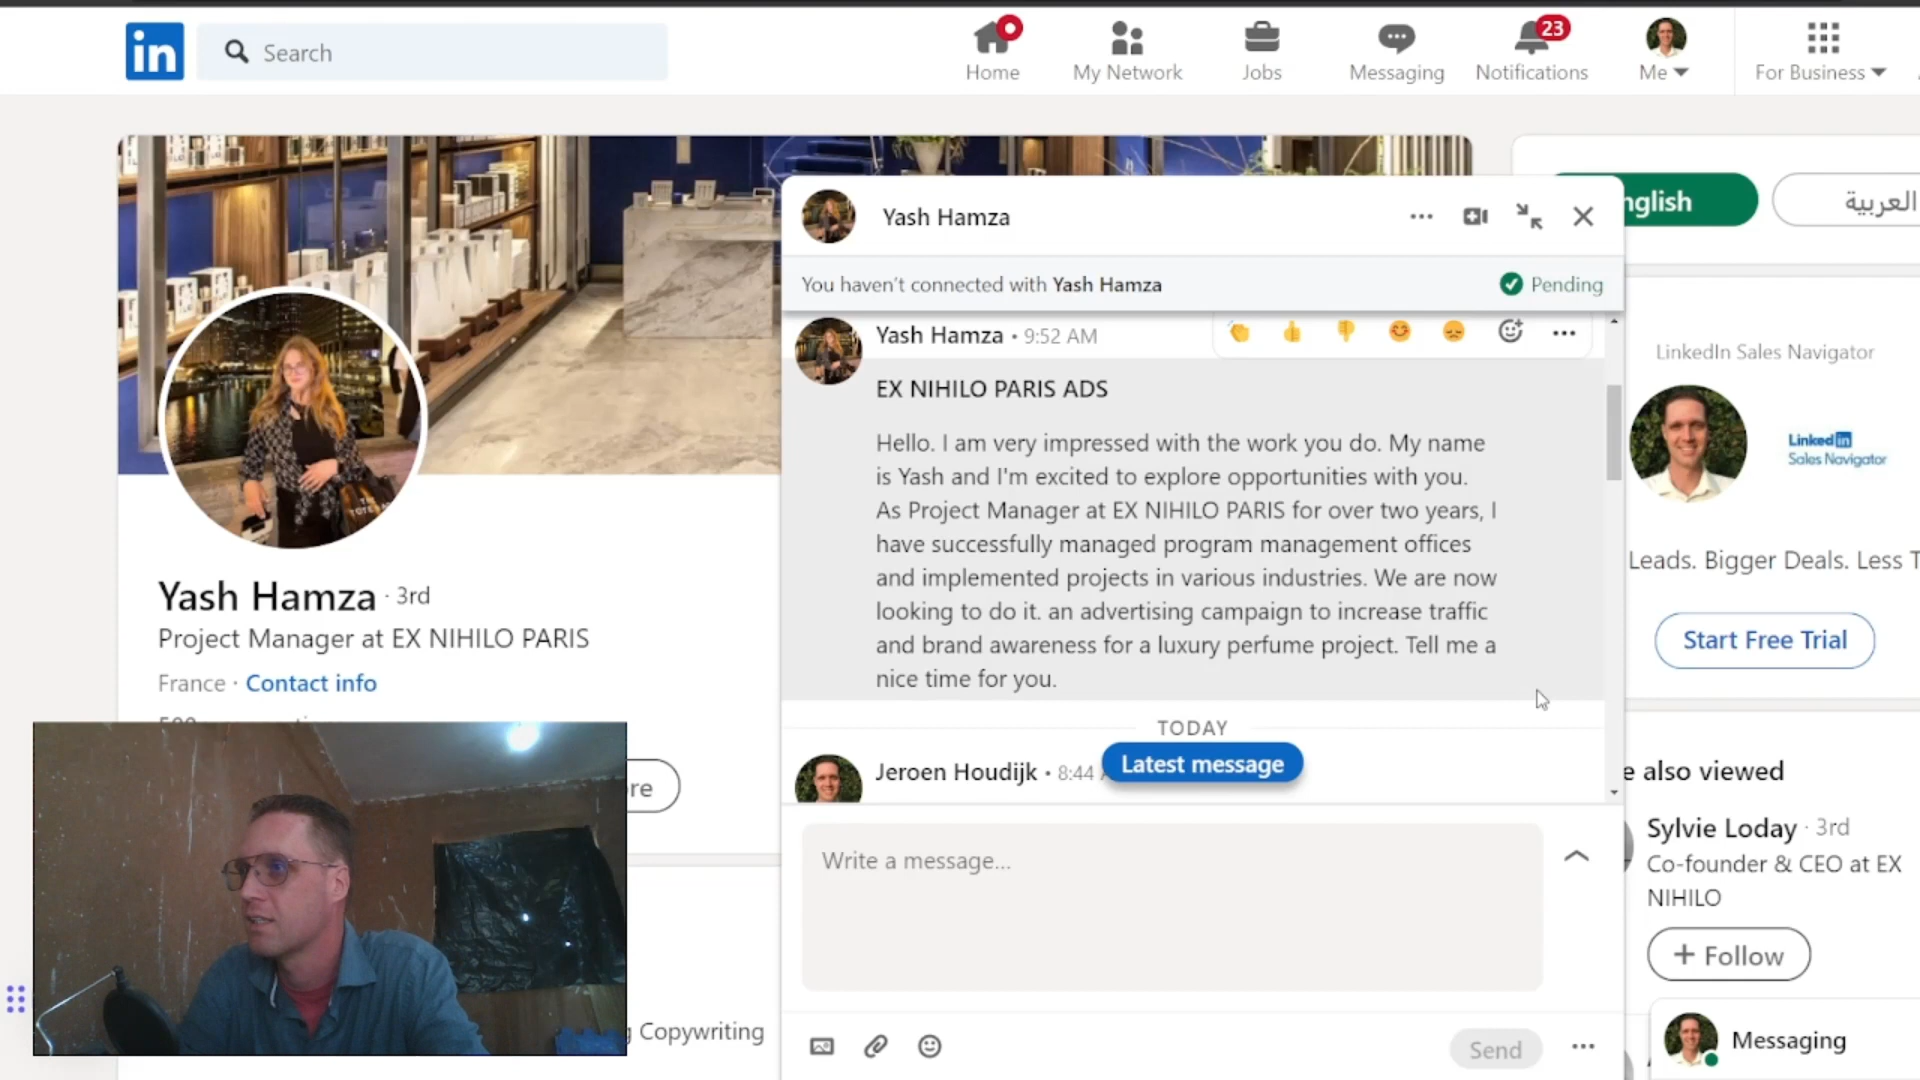 in
Search
Home
My Network
Jobs
Messaging
23
Notifications
Me
For Business
Yash Hamza
nglish
العربية
You haven't connected with Yash Hamza
Pending
Yash Hamza • 9:52 AM
EX NIHILO PARIS ADS
Hello. I am very impressed with the work you do. My name
is Yash and I'm excited to explore opportunities with you.
As Project Manager at EX NIHILO PARIS for over two years, I
have successfully managed program management offices
and implemented projects in various industries. We are now
looking to do it. an advertising campaign to increase traffic
and brand awareness for a luxury perfume project. Tell me a
nice time for you.
TODAY
Jeroen Houdijk • 8:44
Latest message
Write a message...
Send
Yash Hamza · 3rd
Project Manager at EX NIHILO PARIS
France · Contact info
re
Copywriting
LinkedIn Sales Navigator
Linked in
Sales Navigator
Leads. Bigger Deals. Less T
Start Free Trial
e also viewed
Sylvie Loday · 3rd
Co-founder & CEO at EX
NIHILO
+ Follow
Messaging